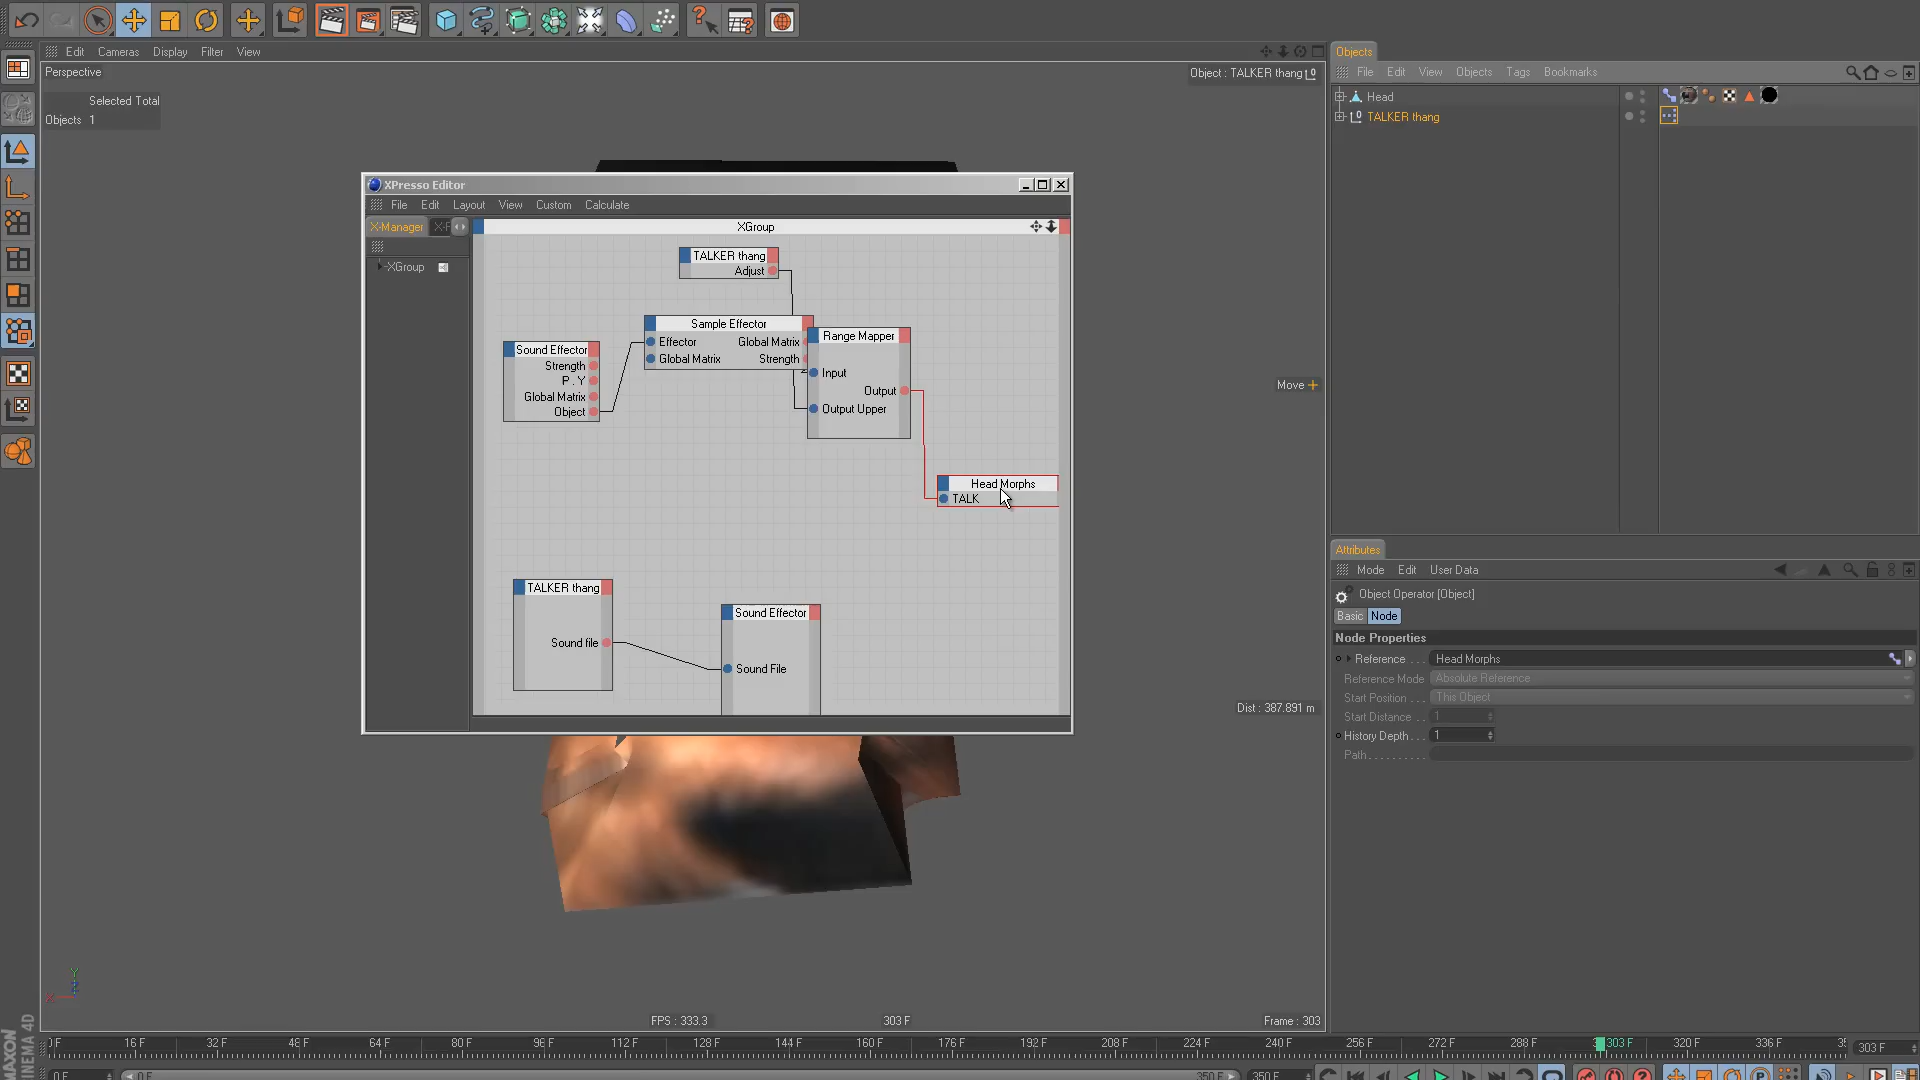 Edit Cameras Display Filter View
Perspective
Object : TALKER thang
Selected Total
Objects 1
XPresso Editor
File Edit Layout View Custom Calculate
X-Manager
XGroup
XGroup
TALKER thang
Adjust
Sample Effector
Effector Global Matrix
Global Matrix Strength
Range Mapper
Input
Output
Output Upper
Sound Effector
Strength
P . Y
Global Matrix
Object
Head Morphs
TALK
TALKER thang
Sound file
Sound Effector
Sound File
Move
Dist : 387.891 m
FPS : 333.3
303 F
Frame : 303
Objects
File Edit View Objects Tags Bookmarks
Head
TALKER thang
Attributes
Mode Edit User Data
Object Operator [Object]
Basic Node
Node Properties
Reference . . . Head Morphs
Reference Mode Absolute Reference
Start Position . . This Object
Start Distance . . 1
History Depth . . . 1
Path
16 F 32 F 48 F 64 F 80 F 96 F 112 F 128 F 144 F 160 F 176 F 192 F 208 F 224 F 240 F 256 F 272 F 288 F 303 F 320 F 336 F 303 F
0 F 0 F 350 F 350 F
MAXON
CINEMA 4D